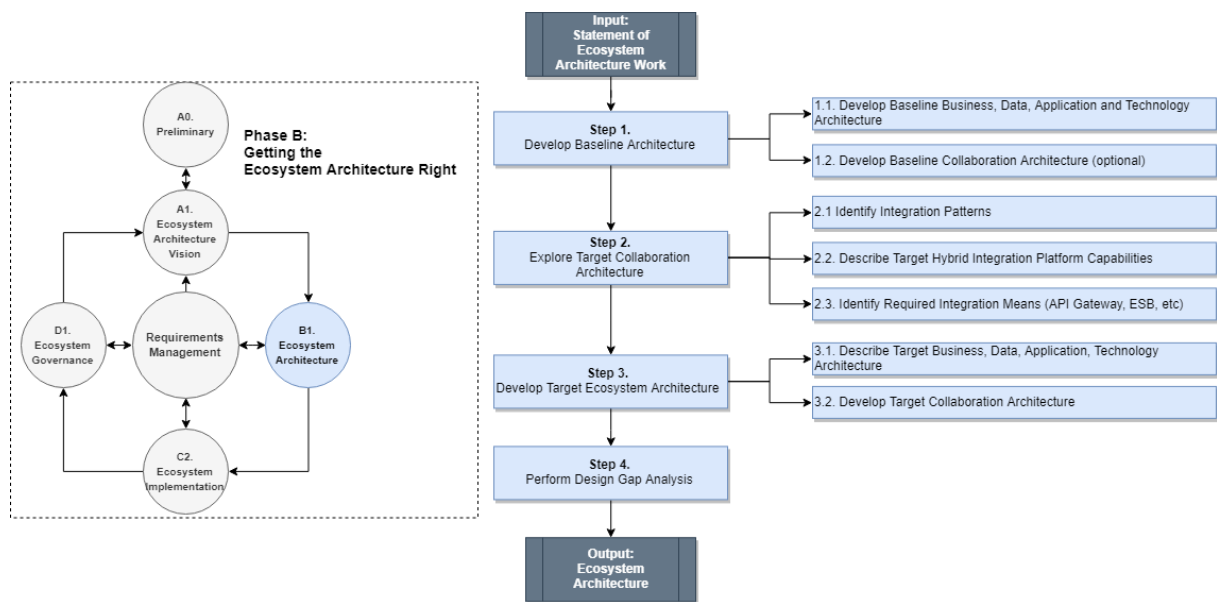 A0.
Preliminary
Phase B:
Getting the
Ecosystem Architecture Right
A1.
Ecosystem
Architecture
Vision
D1.
Ecosystem
Governance
Requirements
Management
B1.
Ecosystem
Architecture
C2.
Ecosystem
Implementation
Input:
Statement of
Ecosystem
Architecture Work
Step 1.
Develop Baseline Architecture
1.1. Develop Baseline Business, Data, Application and Technology
Architecture
1.2. Develop Baseline Collaboration Architecture (optional)
Step 2.
Explore Target Collaboration
Architecture
2.1 Identify Integration Patterns
2.2. Describe Target Hybrid Integration Platform Capabilities
2.3. Identify Required Integration Means (API Gateway, ESB, etc)
Step 3.
Develop Target Ecosystem Architecture
3.1. Describe Target Business, Data, Application, Technology
Architecture
3.2. Develop Target Collaboration Architecture
Step 4.
Perform Design Gap Analysis
Output:
Ecosystem
Architecture